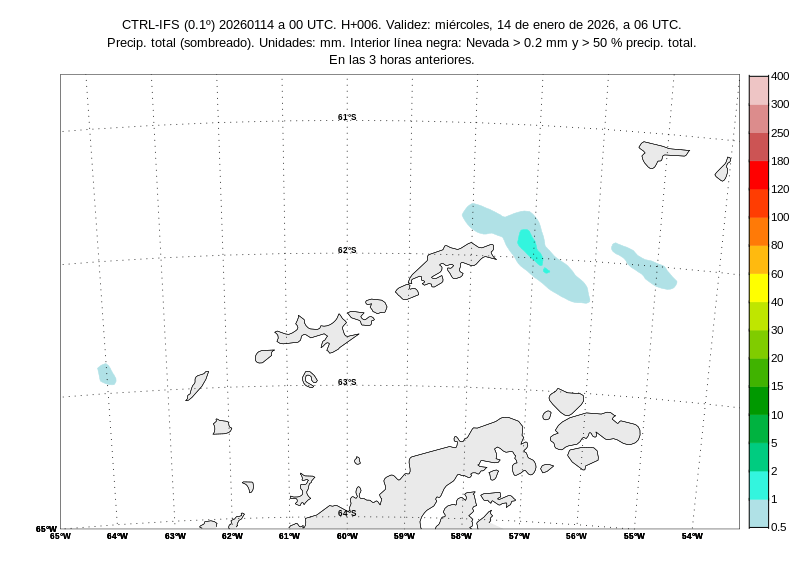 CTRL-IFS (0.1º) 20260114 a 00 UTC. H+006. Validez: miércoles, 14 de enero de 2026, a 06 UTC.
Precip. total (sombreado). Unidades: mm. Interior línea negra: Nevada > 0.2 mm y > 50 % precip. total.
En las 3 horas anteriores.
400
300
250
180
120
100
80
60
40
30
20
15
10
5
2
1
0.5
61°S
62°S
63°S
64°S
65°W
65°W 64°W 63°W 62°W 61°W 60°W 59°W 58°W 57°W 56°W 55°W 54°W